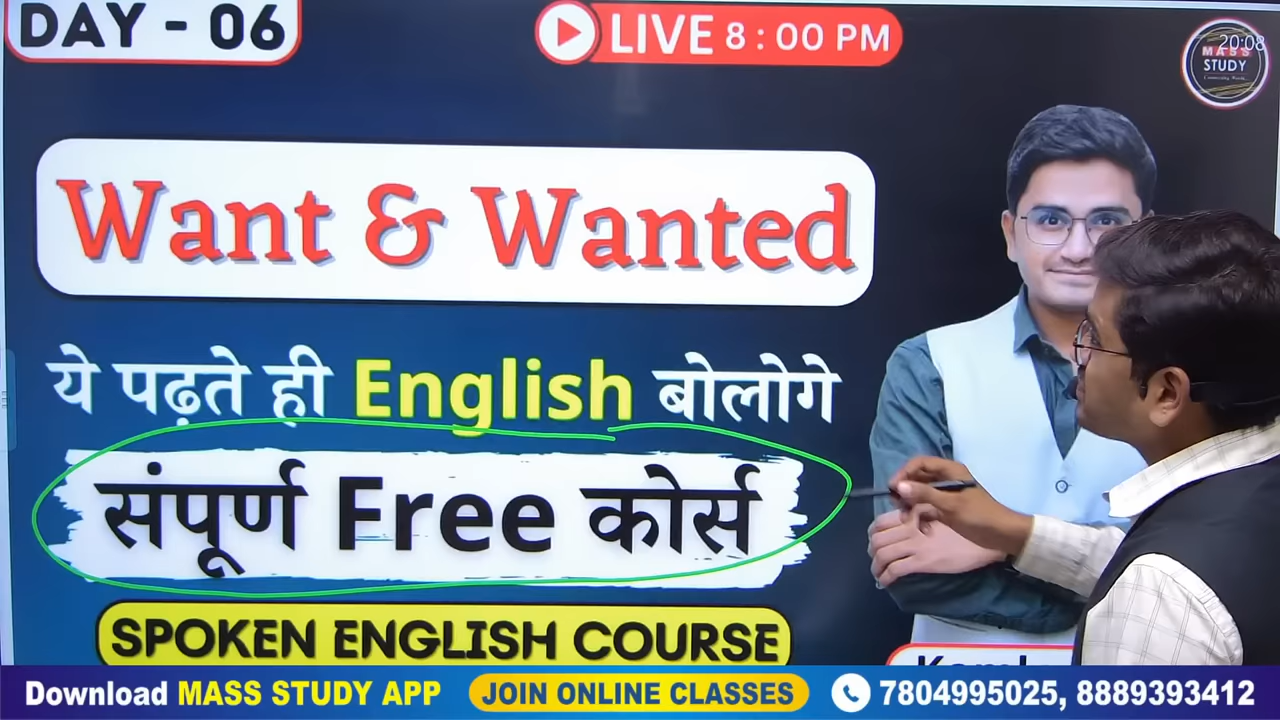 DAY - 06
LIVE 8 : 00 PM
20:08
MASS
STUDY
Want & Wanted
ये पढ़ते ही English बोलोगे
संपूर्ण Free कोर्स
SPOKEN ENGLISH COURSE
Download MASS STUDY APP JOIN ONLINE CLASSES 7804995025, 8889393412